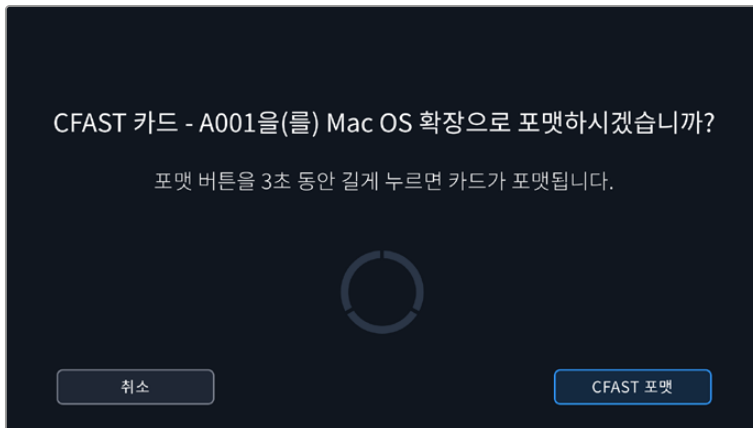 CFAST 카드 - A001을(를) Mac OS 확장으로 포맷하시겠습니까?
포맷 버튼을 3초 동안 길게 누르면 카드가 포맷됩니다.
취소
CFAST 포맷